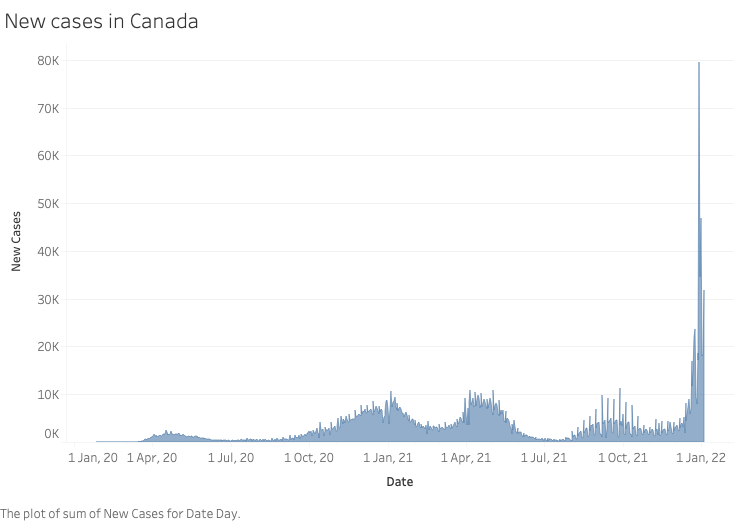 New cases in Canada
80K
70K
60K
50K
40K
30K
20K
10K
0K
New Cases
1 Jan, 20 1 Apr, 20 1 Jul, 20 1 Oct, 20 1 Jan, 21 1 Apr, 21 1 Jul, 21 1 Oct, 21 1 Jan, 22
Date
The plot of sum of New Cases for Date Day.